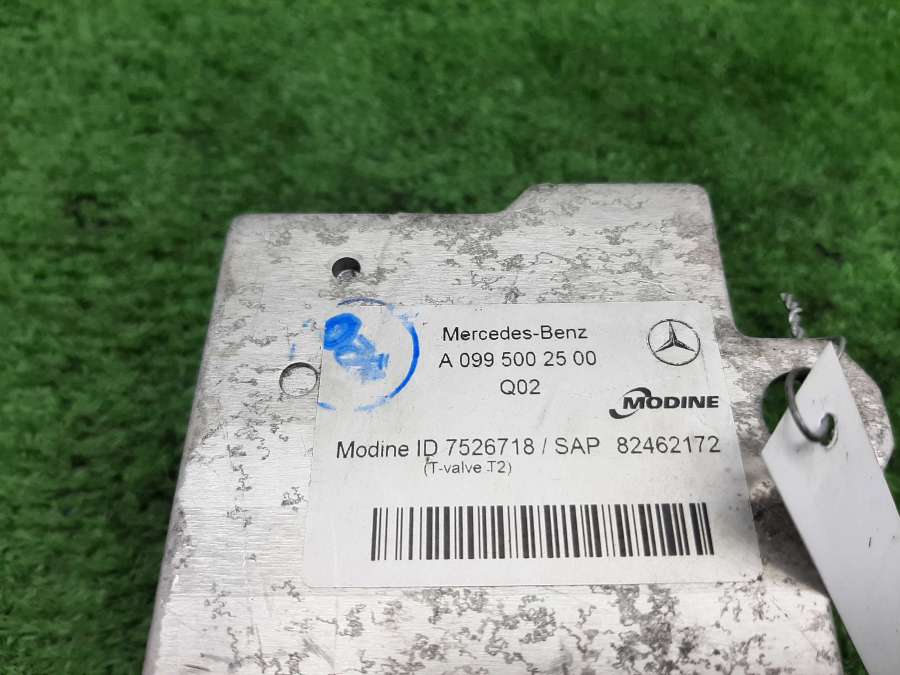 Mercedes-Benz
A 099 500 25 00
Q02
MODINE
Modine ID 7526718 / SAP 82462172
(T-valve T2)